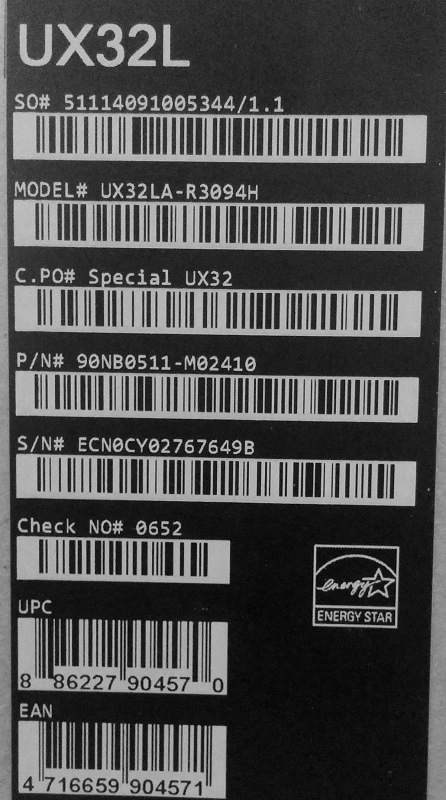 UX32L
SO# 51114091005344/1.1
MODEL# UX32LA-R3094H
C.PO# Special UX32
P/N# 90NB0511-M02410
S/N# ECN0CY02767649B
Check NO# 0652
energy
ENERGY STAR
UPC
8 86227 90457 0
EAN
4 716659 904571